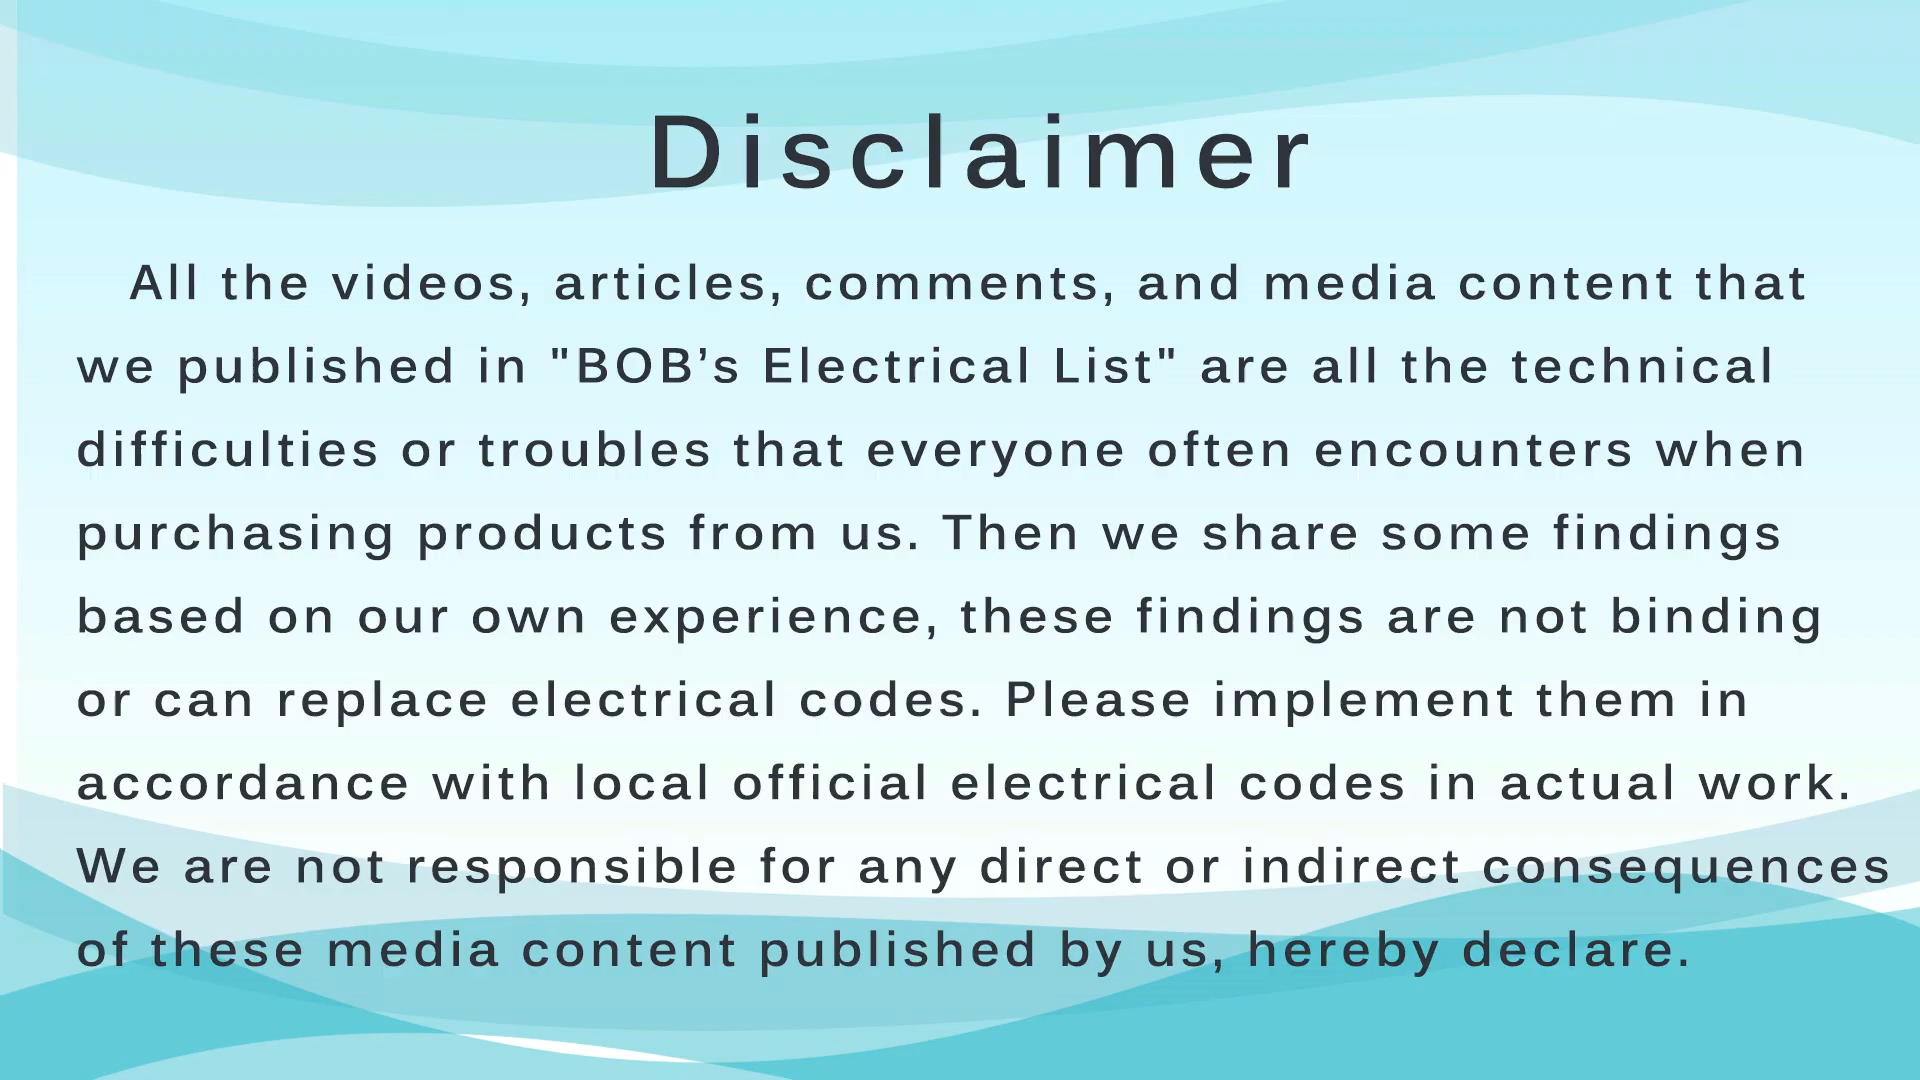 Disclaimer
All the videos, articles, comments, and media content that
we published in "BOB’s Electrical List" are all the technical
difficulties or troubles that everyone often encounters when
purchasing products from us. Then we share some findings
based on our own experience, these findings are not binding
or can replace electrical codes. Please implement them in
accordance with local official electrical codes in actual work.
We are not responsible for any direct or indirect consequences
of these media content published by us, hereby declare.